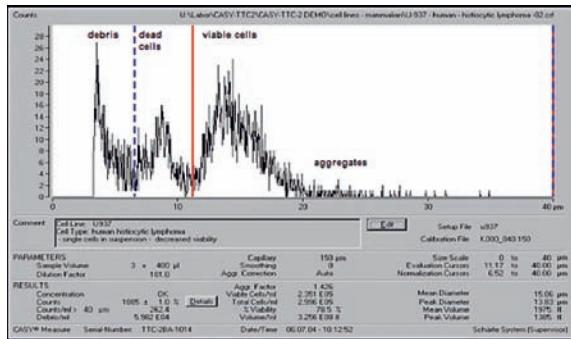 Counts U:\Labor\CASY-TTC2\CASY-TTC-2 DEMO\cell lines - mammalian\U-937 - human - hotiocytic lymphoma -02.crf
debris dead cells viable cells
aggregates
28
26
24
22
20
18
16
14
12
10
8
6
4
2
0
0 10 20 30 40 µm
Comment Cell Line: U937 Edit Setup File u937
Cell Type: human hotiocytic lymphoma
- single cells in suspension - decreased viability Calibration File K.000_040.150
PARAMETERS Capillary 150 µm Size Scale 0 to 40 µm
Sample Volume 3 x 400 µl Smoothing 0 Evaluation Cursors 11.17 to 40.00 µm
Dilution Factor 101.0 Aggr. Correction Auto Normalization Cursors 6.52 to 40.00 µm
RESULTS Aggr. Factor 1.426
Concentration OK Viable Cells/ml 2.351 E05 Mean Diameter 15.06 µm
Counts 1885 ± 1.0 % Details Total Cells/ml 2.996 E05 Peak Diameter 13.83 µm
Counts/ml > 40 µm 262.4 % Viability 78.5 % Mean Volume 1975. fl
Debris/ml 5.982 E04 Volume/ml 3.256 E08 fl Peak Volume 1385. fl
CASY® Measure Serial-Number: TTC-2BA-1014 Date/Time 06.07.04 - 10:12:52 Schärfe System (Supervisor)